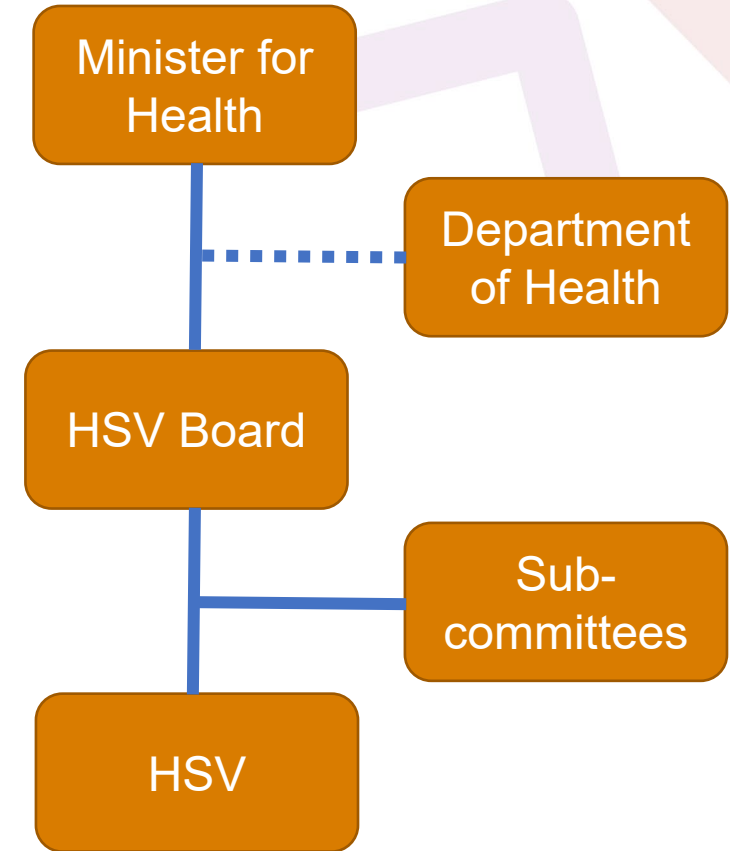 Minister for
Health
Department
of Health
HSV Board
Sub-
committees
HSV